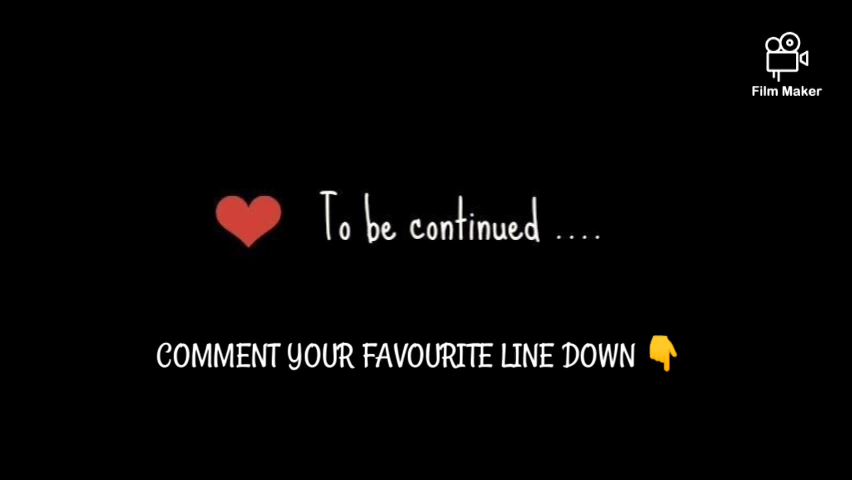 Film Maker
❤ To be continued ....
COMMENT YOUR FAVOURITE LINE DOWN 👇